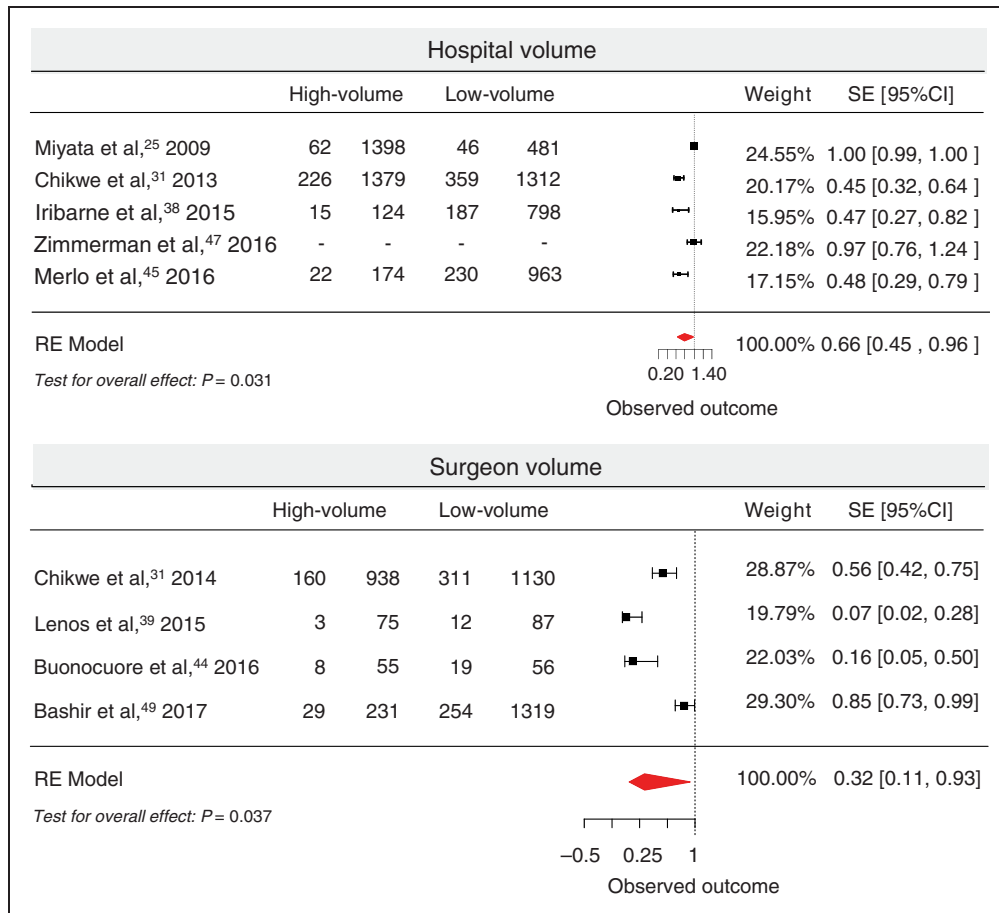 Hospital volume
High-volume Low-volume Weight SE [95%CI]
Miyata et al,25 2009 62 1398 46 481 24.55% 1.00 [0.99, 1.00 ]
Chikwe et al,31 2013 226 1379 359 1312 20.17% 0.45 [0.32, 0.64 ]
Iribarne et al,38 2015 15 124 187 798 15.95% 0.47 [0.27, 0.82 ]
Zimmerman et al,47 2016 - - - - 22.18% 0.97 [0.76, 1.24 ]
Merlo et al,45 2016 22 174 230 963 17.15% 0.48 [0.29, 0.79 ]
RE Model 100.00% 0.66 [0.45 , 0.96 ]
Test for overall effect: P = 0.031
0.20 1.40
Observed outcome
Surgeon volume
High-volume Low-volume Weight SE [95%CI]
Chikwe et al,31 2014 160 938 311 1130 28.87% 0.56 [0.42, 0.75]
Lenos et al,39 2015 3 75 12 87 19.79% 0.07 [0.02, 0.28]
Buonocuore et al,44 2016 8 55 19 56 22.03% 0.16 [0.05, 0.50]
Bashir et al,49 2017 29 231 254 1319 29.30% 0.85 [0.73, 0.99]
RE Model 100.00% 0.32 [0.11, 0.93]
Test for overall effect: P = 0.037
−0.5 0.25 1
Observed outcome